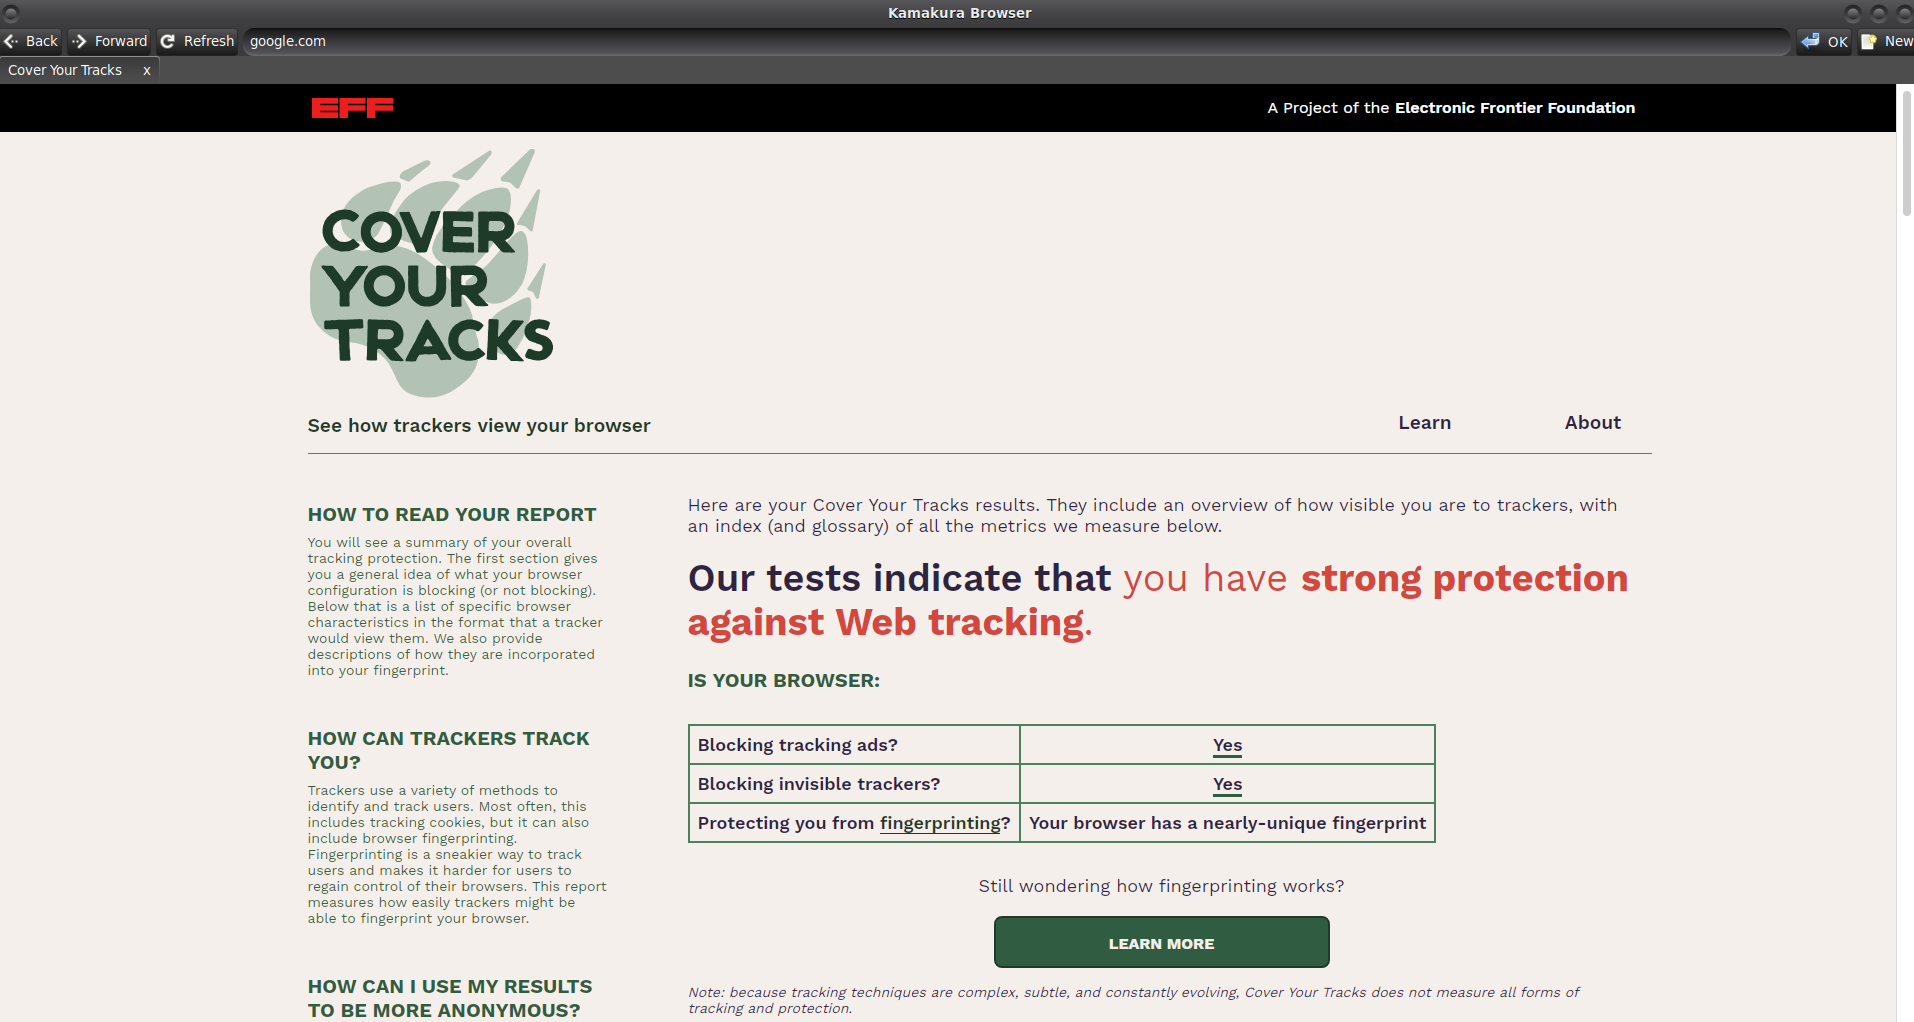 Kamakura Browser
Back
Forward
Refresh
google.com
OK
New
Cover Your Tracks
x
EFF
A Project of the Electronic Frontier Foundation
COVER
YOUR
TRACKS
See how trackers view your browser
Learn
About
HOW TO READ YOUR REPORT
You will see a summary of your overall
tracking protection. The first section gives
you a general idea of what your browser
configuration is blocking (or not blocking).
Below that is a list of specific browser
characteristics in the format that a tracker
would view them. We also provide
descriptions of how they are incorporated
into your fingerprint.
HOW CAN TRACKERS TRACK
YOU?
Trackers use a variety of methods to
identify and track users. Most often, this
includes tracking cookies, but it can also
include browser fingerprinting.
Fingerprinting is a sneakier way to track
users and makes it harder for users to
regain control of their browsers. This report
measures how easily trackers might be
able to fingerprint your browser.
HOW CAN I USE MY RESULTS
TO BE MORE ANONYMOUS?
Here are your Cover Your Tracks results. They include an overview of how visible you are to trackers, with
an index (and glossary) of all the metrics we measure below.
Our tests indicate that you have strong protection
against Web tracking.
IS YOUR BROWSER:
Blocking tracking ads?
Yes
Blocking invisible trackers?
Yes
Protecting you from fingerprinting?
Your browser has a nearly-unique fingerprint
Still wondering how fingerprinting works?
LEARN MORE
Note: because tracking techniques are complex, subtle, and constantly evolving, Cover Your Tracks does not measure all forms of
tracking and protection.